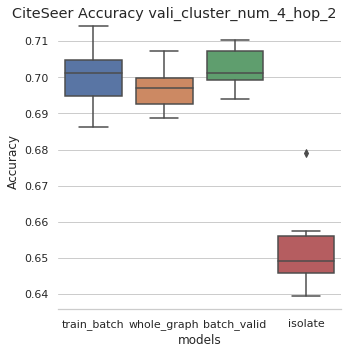 CiteSeer Accuracy vali_cluster_num_4_hop_2
0.71
0.70
0.69
0.68
0.67
0.66
0.65
0.64
Accuracy
train_batch whole_graph batch_valid isolate
models